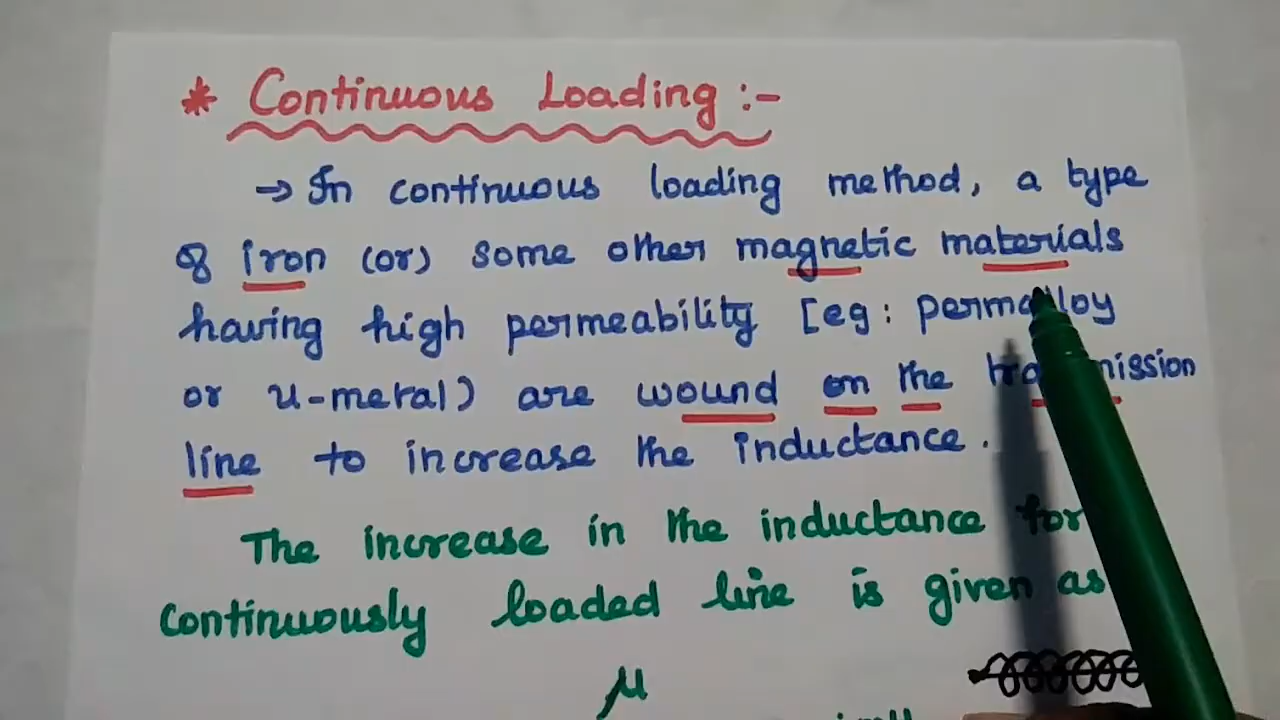 * Continuous Loading :-
→ In continuous loading method, a type
of iron (or) some other magnetic materials
having high permeability [eg: permalloy
or u-metal) are wound on the transmission
line to increase the inductance.
The increase in the inductance for
continuously loaded line is given as
μ